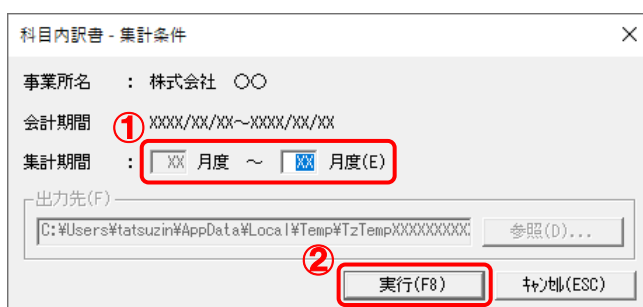 科目内訳書 - 集計条件
事業所名 : 株式会社 〇〇
会計期間 ① XXXX/XX/XX～XXXX/XX/XX
集計期間 : XX 月度 ～ XX 月度(E)
出力先(F)
C:¥Users¥tatsuzin¥AppData¥Local¥Temp¥TzTempXXXXXXXXX 参照(D)...
②
実行(F8) ｷｬﾝｾﾙ(ESC)